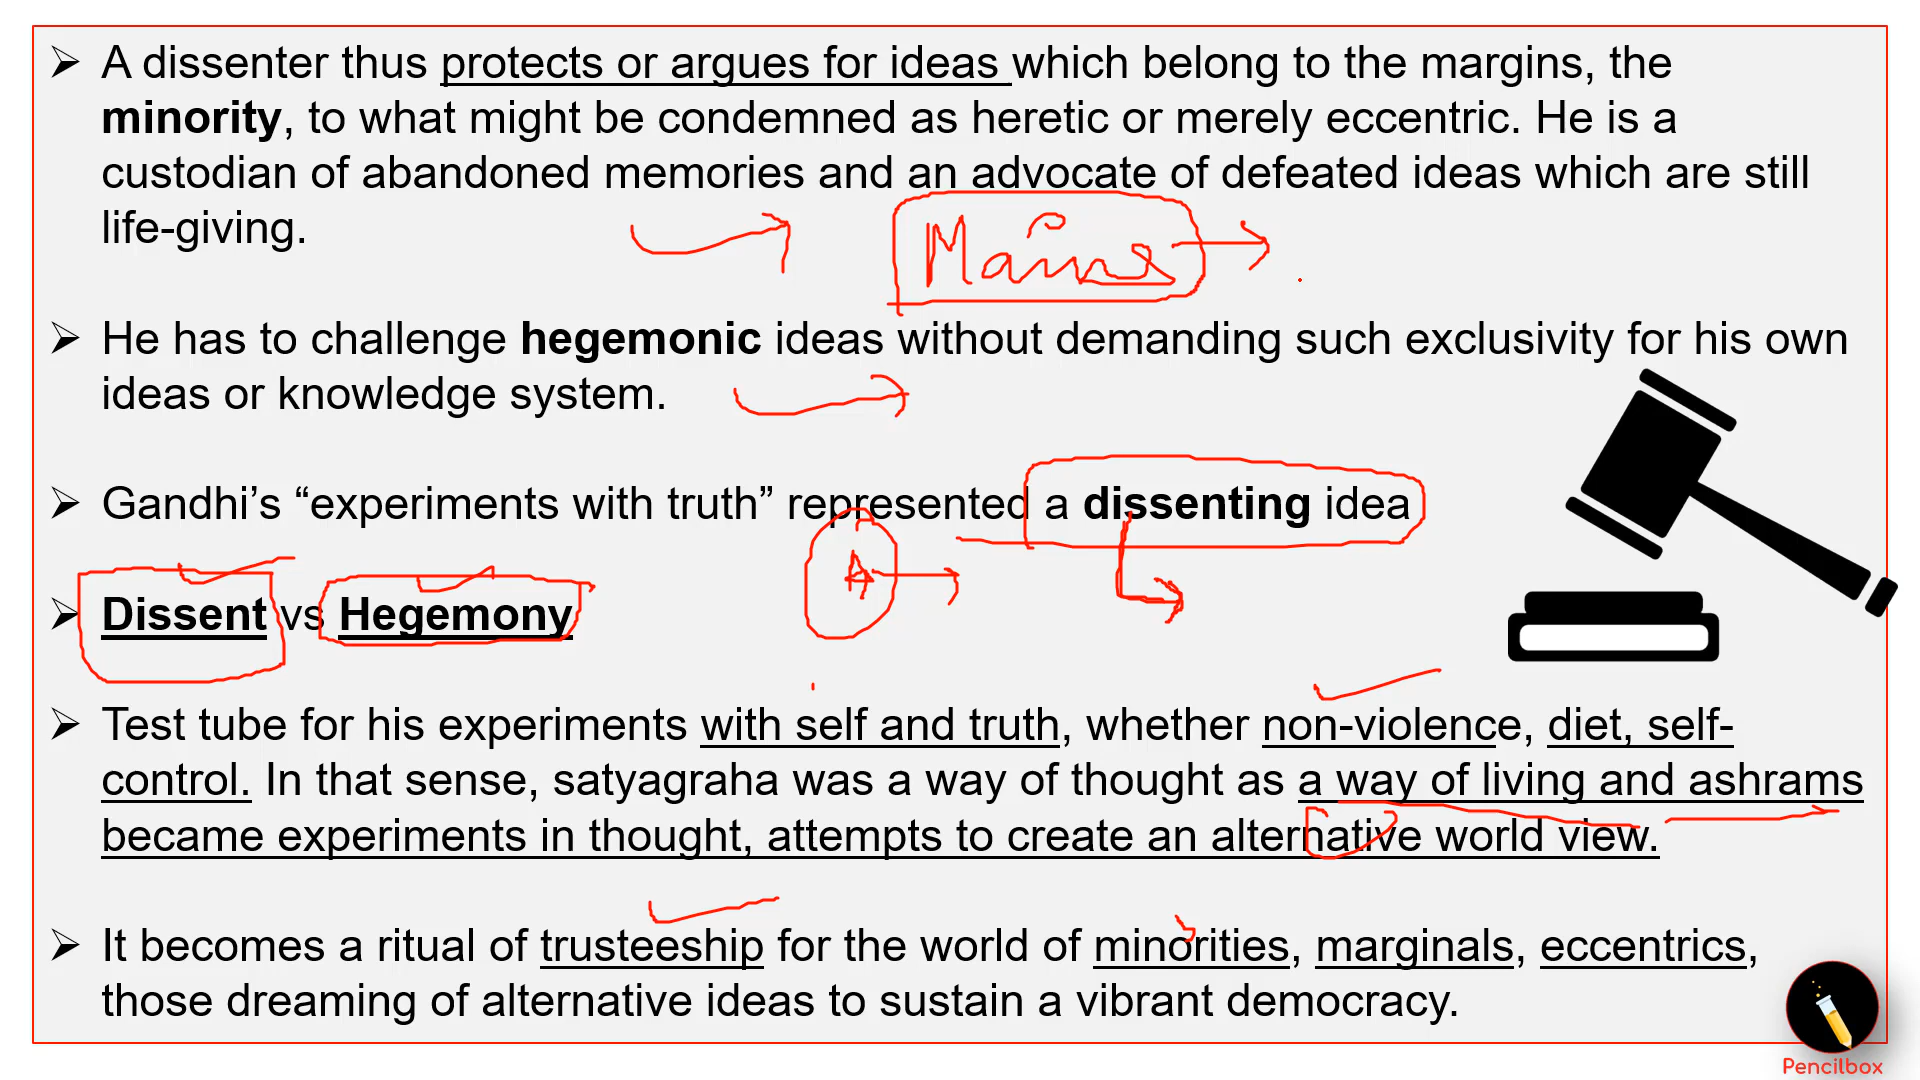 ➢ A dissenter thus protects or argues for ideas which belong to the margins, the
minority, to what might be condemned as heretic or merely eccentric. He is a
custodian of abandoned memories and an advocate of defeated ideas which are still
life-giving.
Mains
➢ He has to challenge hegemonic ideas without demanding such exclusivity for his own
ideas or knowledge system.
➢ Gandhi’s “experiments with truth” represented a dissenting idea
A
➢ Dissent vs Hegemony
➢ Test tube for his experiments with self and truth, whether non-violence, diet, self-
control. In that sense, satyagraha was a way of thought as a way of living and ashrams
became experiments in thought, attempts to create an alternative world view.
➢ It becomes a ritual of trusteeship for the world of minorities, marginals, eccentrics,
those dreaming of alternative ideas to sustain a vibrant democracy.
Pencilbox